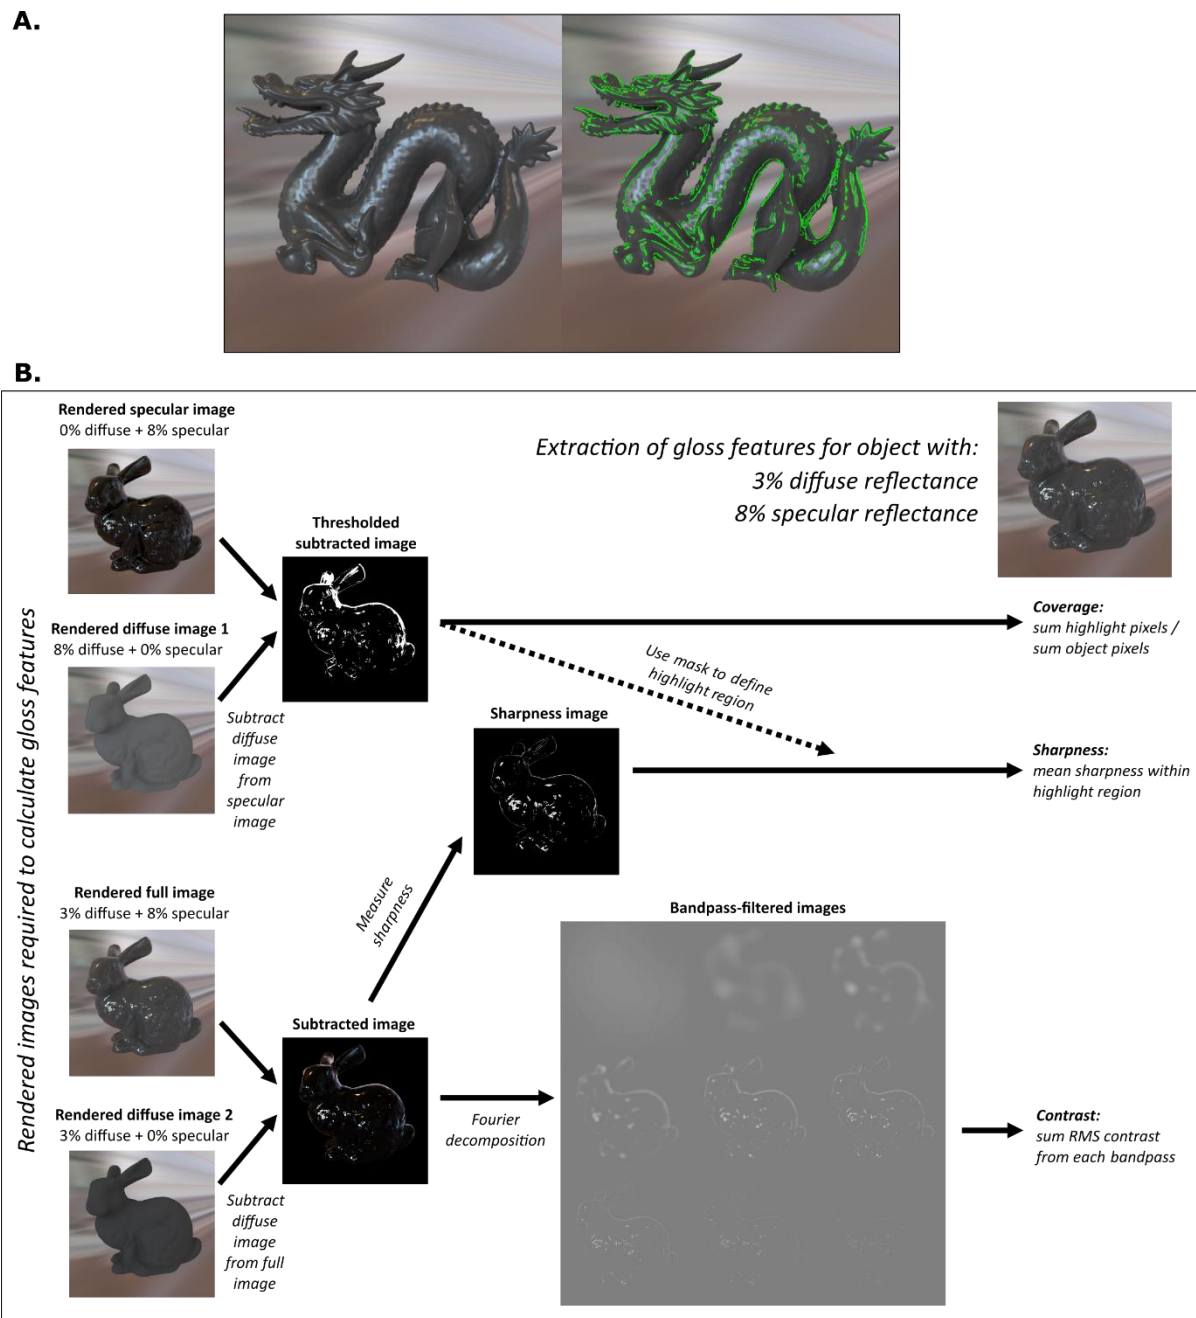 A.
B.
Rendered specular image
0% diffuse + 8% specular
Extraction of gloss features for object with:
3% diffuse reflectance
8% specular reflectance
Thresholded
subtracted image
Rendered images required to calculate gloss features
Rendered diffuse image 1
8% diffuse + 0% specular
Subtract
diffuse
image
from
specular
image
Coverage:
sum highlight pixels /
sum object pixels
Use mask to define
highlight region
Sharpness image
Sharpness:
mean sharpness within
highlight region
Measure
sharpness
Rendered full image
3% diffuse + 8% specular
Bandpass-filtered images
Subtracted image
Rendered diffuse image 2
3% diffuse + 0% specular
Subtract
diffuse
image
from full
image
Fourier
decomposition
Contrast:
sum RMS contrast
from each bandpass